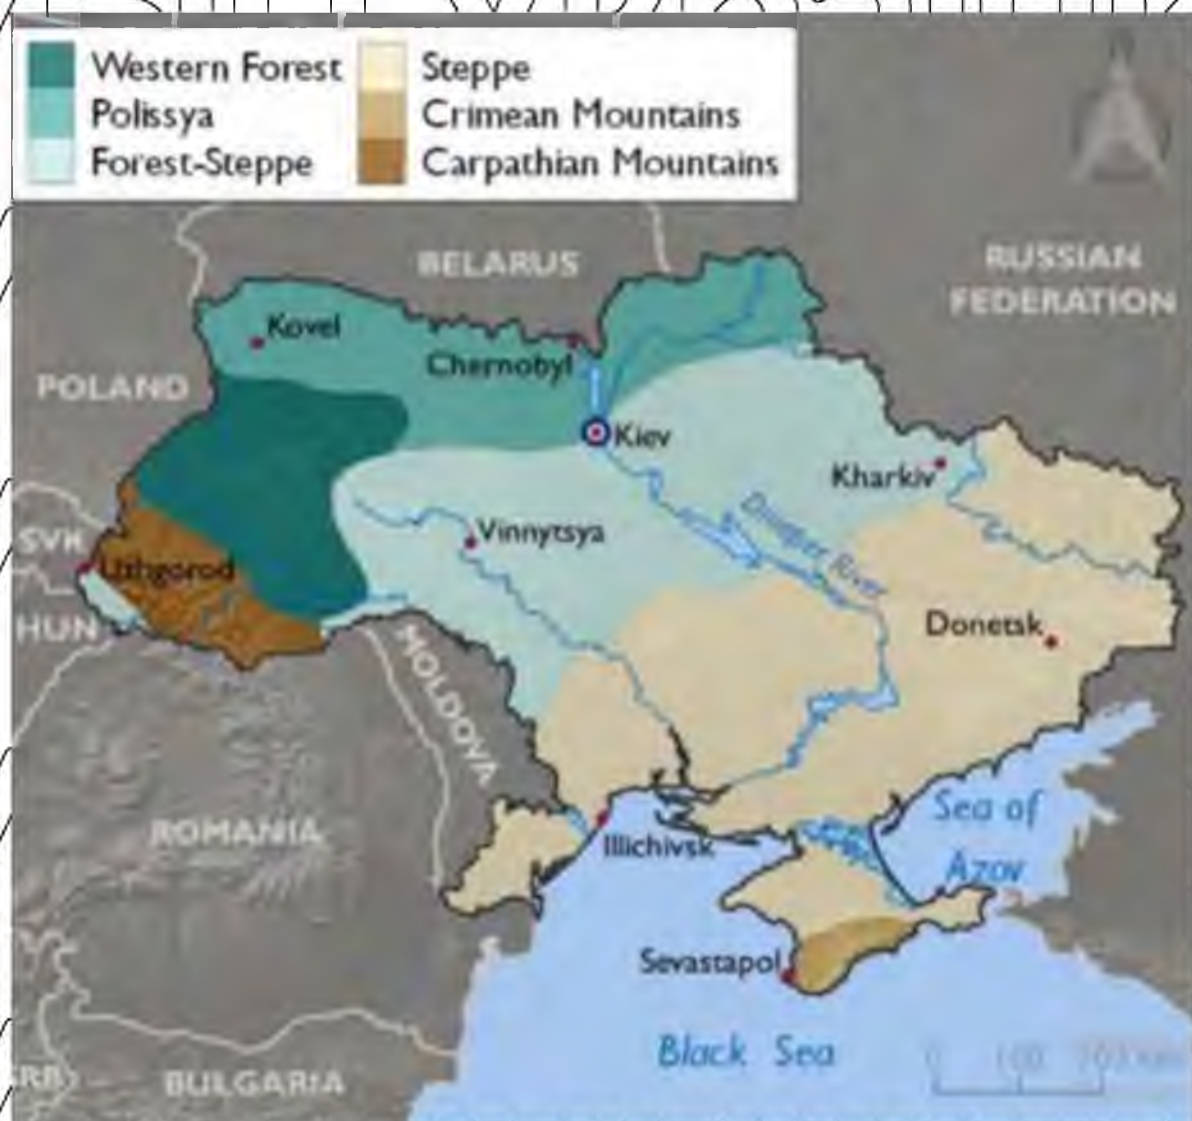 Western Forest
Polissya
Forest-Steppe
Steppe
Crimean Mountains
Carpathian Mountains
N
BELARUS
RUSSIAN
FEDERATION
Kovel
Chernobyl
POLAND
Kiev
Kharkiv
SVK
Vinnytsya
Dnieper River
Uzhgorod
HUN
Donetsk
MOLDOVA
ROMANIA
Illichivsk
Sea of
Azov
Sevastapol
Black Sea
0 100
BULGARIA